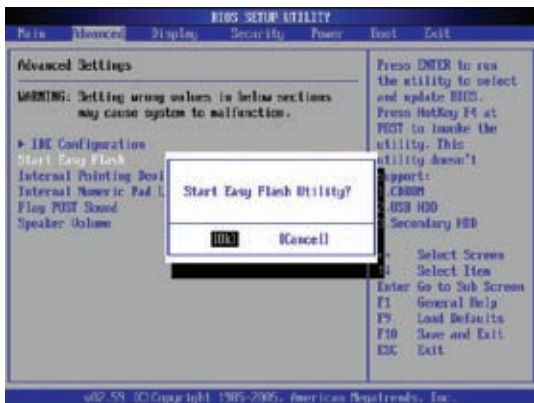 BIOS SETUP UTILITY
Main Advanced Display Security Power Boot Exit
Advanced Settings
WARNING: Setting wrong values in below sections
may cause system to malfunction.
IDE Configuration
Start Easy Flash
Internal Pointing Devi
Internal Numeric Pad L
Play POST Sound
Speaker Volume
Start Easy Flash Utility?
[Ok] [Cancel]
Press ENTER to run
the utility to select
and update BIOS.
Press HotKey F4 at
POST to invoke the
utility. This
utility doesn't
upport:
.CDROM
.USB HDD
Secondary HDD
Select Screen
Select Item
Enter Go to Sub Screen
F1 General Help
F9 Load Defaults
F10 Save and Exit
ESC Exit
v02.59 (C)Copyright 1985-2005, American Megatrends, Inc.